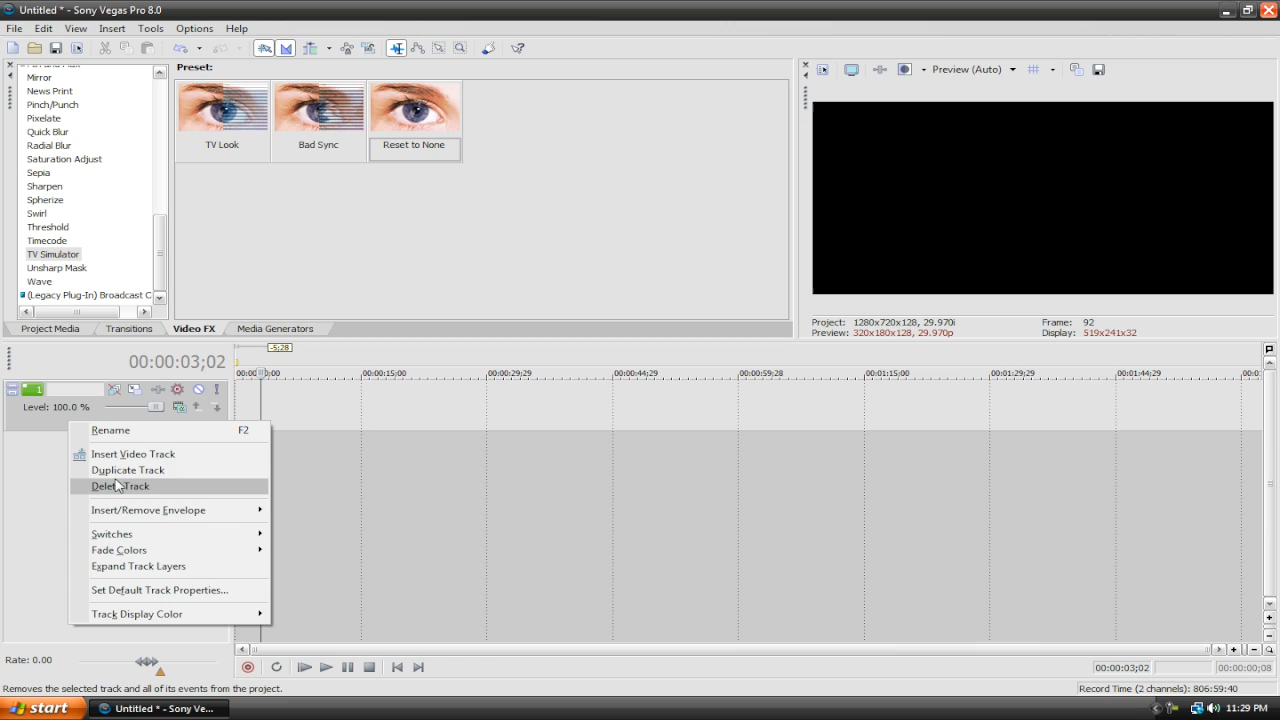 Untitled * - Sony Vegas Pro 8.0
File Edit View Insert Tools Options Help
Mirror
News Print
Pinch/Punch
Pixelate
Quick Blur
Radial Blur
Saturation Adjust
Sepia
Sharpen
Spherize
Swirl
Threshold
Timecode
TV Simulator
Unsharp Mask
Wave
(Legacy Plug-In) Broadcast C
Preset:
TV Look Bad Sync Reset to None
Preview (Auto)
Project: 1280x720x128, 29.970i Frame: 92
Preview: 320x180x128, 29.970p Display: 519x241x32
Project Media Transitions Video FX Media Generators
-5;28
00:00:03;02
00:00:15;00 00:00:29;29 00:00:44;29 00:00:59;28 00:01:15;00 00:01:29;29 00:01:44;29
1
Level: 100.0 %
Rename F2
Insert Video Track
Duplicate Track
Delete Track
Insert/Remove Envelope
Switches
Fade Colors
Expand Track Layers
Set Default Track Properties...
Track Display Color
Rate: 0.00
00:00:03;02 00:00:00;08
Removes the selected track and all of its events from the project. Record Time (2 channels): 806:59:40
start Untitled * - Sony Ve... 11:29 PM